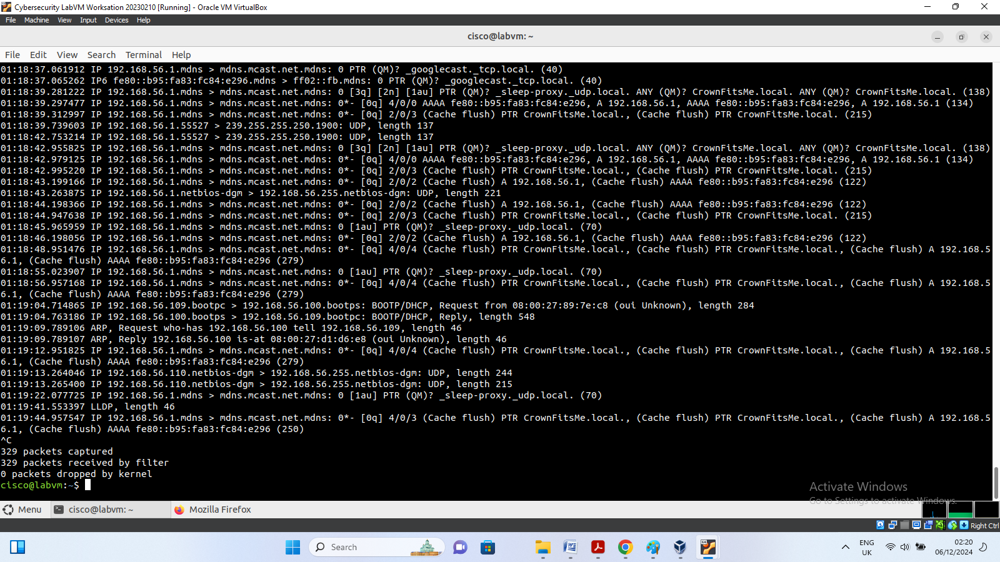 Cybersecurity LabVM Worksation 20230210 [Running] - Oracle VM VirtualBox
File Machine View Input Devices Help
cisco@labvm: ~
File Edit View Search Terminal Help
01:18:37.061912 IP 192.168.56.1.mdns > mdns.mcast.net.mdns: 0 PTR (QM)? _googlecast._tcp.local. (40)
01:18:37.065262 IP6 fe80::b95:fa83:fc84:e296.mdns > ff02::fb.mdns: 0 PTR (QM)? _googlecast._tcp.local. (40)
01:18:39.281222 IP 192.168.56.1.mdns > mdns.mcast.net.mdns: 0 [3q] [2n] [1au] PTR (QM)? _sleep-proxy._udp.local. ANY (QM)? CrownFitsMe.local. ANY (QM)? CrownFitsMe.local. (138)
01:18:39.297477 IP 192.168.56.1.mdns > mdns.mcast.net.mdns: 0*- [0q] 4/0/0 AAAA fe80::b95:fa83:fc84:e296, A 192.168.56.1, AAAA fe80::b95:fa83:fc84:e296, A 192.168.56.1 (134)
01:18:39.312997 IP 192.168.56.1.mdns > mdns.mcast.net.mdns: 0*- [0q] 2/0/3 (Cache flush) PTR CrownFitsMe.local., (Cache flush) PTR CrownFitsMe.local. (215)
01:18:39.739603 IP 192.168.56.1.55527 > 239.255.255.250.1900: UDP, length 137
01:18:42.753214 IP 192.168.56.1.55527 > 239.255.255.250.1900: UDP, length 137
01:18:42.955825 IP 192.168.56.1.mdns > mdns.mcast.net.mdns: 0 [3q] [2n] [1au] PTR (QM)? _sleep-proxy._udp.local. ANY (QM)? CrownFitsMe.local. ANY (QM)? CrownFitsMe.local. (138)
01:18:42.979125 IP 192.168.56.1.mdns > mdns.mcast.net.mdns: 0*- [0q] 4/0/0 AAAA fe80::b95:fa83:fc84:e296, A 192.168.56.1, AAAA fe80::b95:fa83:fc84:e296, A 192.168.56.1 (134)
01:18:42.995220 IP 192.168.56.1.mdns > mdns.mcast.net.mdns: 0*- [0q] 2/0/3 (Cache flush) PTR CrownFitsMe.local., (Cache flush) PTR CrownFitsMe.local. (215)
01:18:43.199166 IP 192.168.56.1.mdns > mdns.mcast.net.mdns: 0*- [0q] 2/0/2 (Cache flush) A 192.168.56.1, (Cache flush) AAAA fe80::b95:fa83:fc84:e296 (122)
01:18:43.263875 IP 192.168.56.1.netbios-dgm > 192.168.56.255.netbios-dgm: UDP, length 221
01:18:44.198366 IP 192.168.56.1.mdns > mdns.mcast.net.mdns: 0*- [0q] 2/0/2 (Cache flush) A 192.168.56.1, (Cache flush) AAAA fe80::b95:fa83:fc84:e296 (122)
01:18:44.947638 IP 192.168.56.1.mdns > mdns.mcast.net.mdns: 0*- [0q] 2/0/3 (Cache flush) PTR CrownFitsMe.local., (Cache flush) PTR CrownFitsMe.local. (215)
01:18:45.965959 IP 192.168.56.1.mdns > mdns.mcast.net.mdns: 0 [1au] PTR (QM)? _sleep-proxy._udp.local. (70)
01:18:46.198056 IP 192.168.56.1.mdns > mdns.mcast.net.mdns: 0*- [0q] 2/0/2 (Cache flush) A 192.168.56.1, (Cache flush) AAAA fe80::b95:fa83:fc84:e296 (122)
01:18:48.951476 IP 192.168.56.1.mdns > mdns.mcast.net.mdns: 0*- [0q] 4/0/4 (Cache flush) PTR CrownFitsMe.local., (Cache flush) PTR CrownFitsMe.local., (Cache flush) A 192.168.5
6.1, (Cache flush) AAAA fe80::b95:fa83:fc84:e296 (279)
01:18:55.023907 IP 192.168.56.1.mdns > mdns.mcast.net.mdns: 0 [1au] PTR (QM)? _sleep-proxy._udp.local. (70)
01:18:56.957168 IP 192.168.56.1.mdns > mdns.mcast.net.mdns: 0*- [0q] 4/0/4 (Cache flush) PTR CrownFitsMe.local., (Cache flush) PTR CrownFitsMe.local., (Cache flush) A 192.168.5
6.1, (Cache flush) AAAA fe80::b95:fa83:fc84:e296 (279)
01:19:04.714865 IP 192.168.56.109.bootpc > 192.168.56.100.bootps: BOOTP/DHCP, Request from 08:00:27:89:7e:c8 (oui Unknown), length 284
01:19:04.763186 IP 192.168.56.100.bootps > 192.168.56.109.bootpc: BOOTP/DHCP, Reply, length 548
01:19:09.789106 ARP, Request who-has 192.168.56.100 tell 192.168.56.109, length 46
01:19:09.789107 ARP, Reply 192.168.56.100 is-at 08:00:27:d1:d6:e8 (oui Unknown), length 46
01:19:12.951825 IP 192.168.56.1.mdns > mdns.mcast.net.mdns: 0*- [0q] 4/0/4 (Cache flush) PTR CrownFitsMe.local., (Cache flush) PTR CrownFitsMe.local., (Cache flush) A 192.168.5
6.1, (Cache flush) AAAA fe80::b95:fa83:fc84:e296 (279)
01:19:13.264046 IP 192.168.56.110.netbios-dgm > 192.168.56.255.netbios-dgm: UDP, length 244
01:19:13.265400 IP 192.168.56.110.netbios-dgm > 192.168.56.255.netbios-dgm: UDP, length 215
01:19:22.077725 IP 192.168.56.1.mdns > mdns.mcast.net.mdns: 0 [1au] PTR (QM)? _sleep-proxy._udp.local. (70)
01:19:41.553397 LLDP, length 46
01:19:44.957547 IP 192.168.56.1.mdns > mdns.mcast.net.mdns: 0*- [0q] 4/0/3 (Cache flush) PTR CrownFitsMe.local., (Cache flush) PTR CrownFitsMe.local., (Cache flush) A 192.168.5
6.1, (Cache flush) AAAA fe80::b95:fa83:fc84:e296 (250)
^C
329 packets captured
329 packets received by filter
0 packets dropped by kernel
cisco@labvm:~$
Activate Windows
Go to Settings to activate Windows.
Menu cisco@labvm: ~ Mozilla Firefox
Right Ctrl
Search
ENG
UK
02:20
06/12/2024